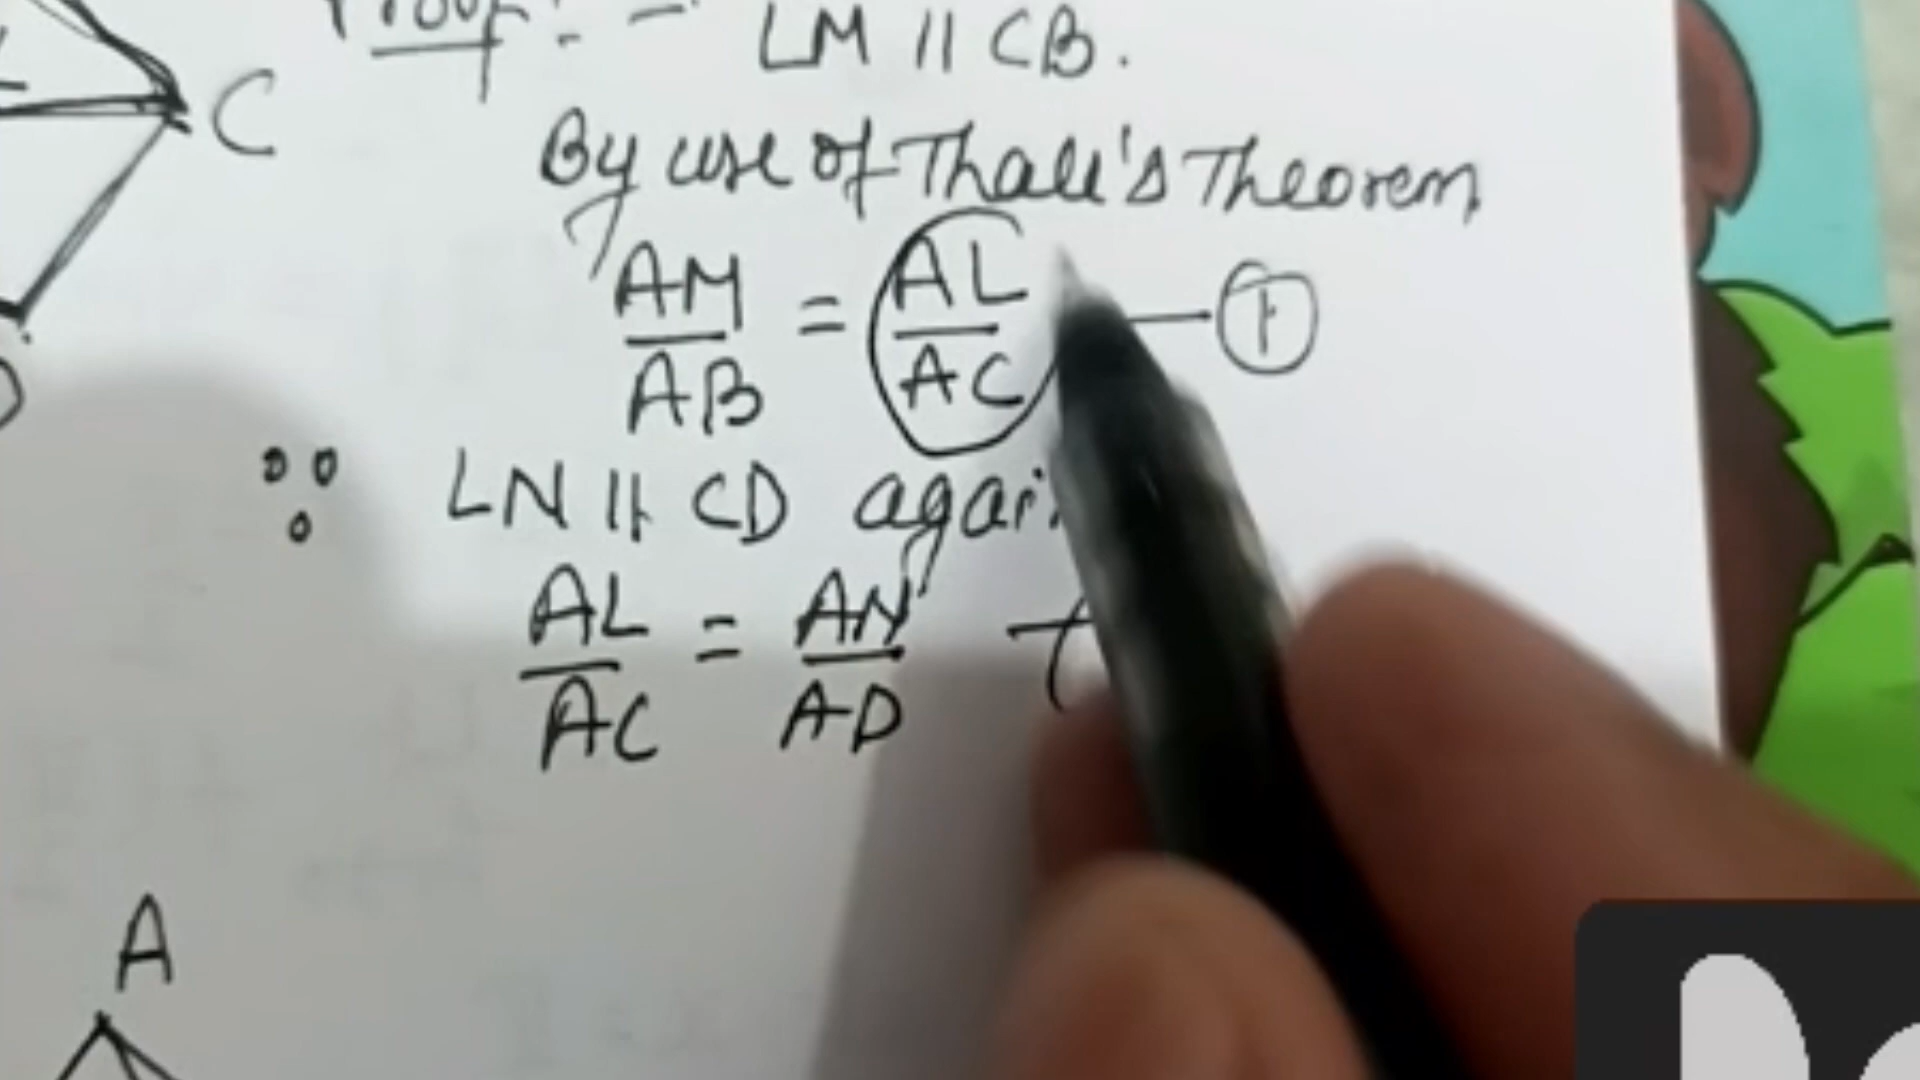 C
Proof :- LM || CB.
By use of Thale's Theorem
AM/AB = AL/AC — ①
∵ LN || CD
AL/AC = AN/AD
A